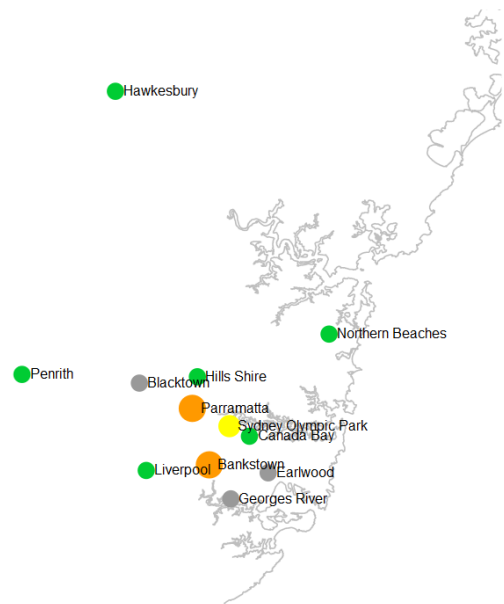 Hawkesbury
Northern Beaches
Penrith
Hills Shire
Blacktown
Parramatta
Sydney Olympic Park
Canada Bay
Bankstown
Liverpool
Earlwood
Georges River